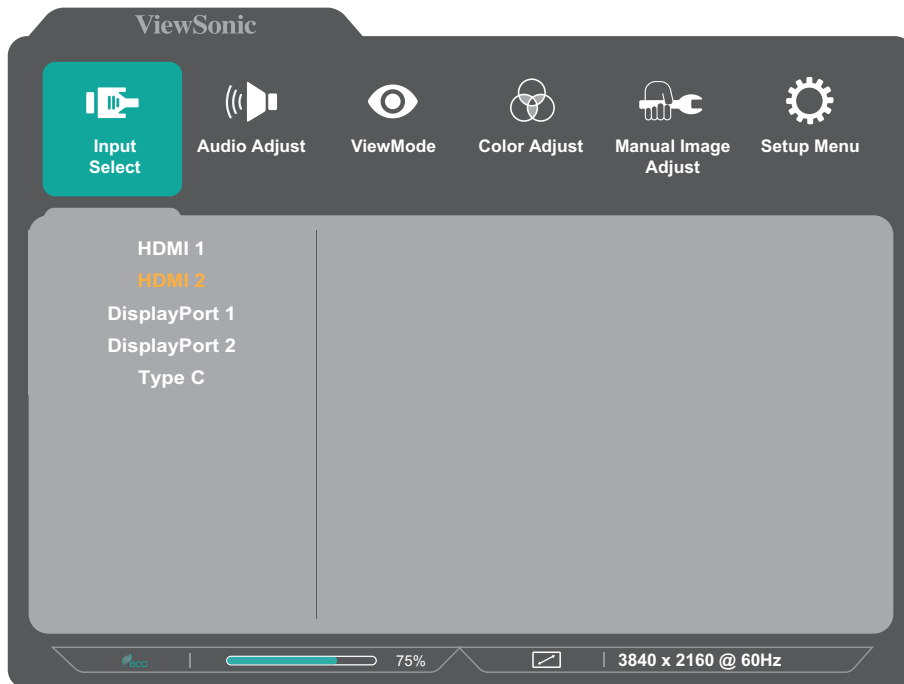 ViewSonic
Input
Select
Audio Adjust
ViewMode
Color Adjust
Manual Image
Adjust
Setup Menu
HDMI 1
HDMI 2
DisplayPort 1
DisplayPort 2
Type C
eco
75%
3840 x 2160 @ 60Hz